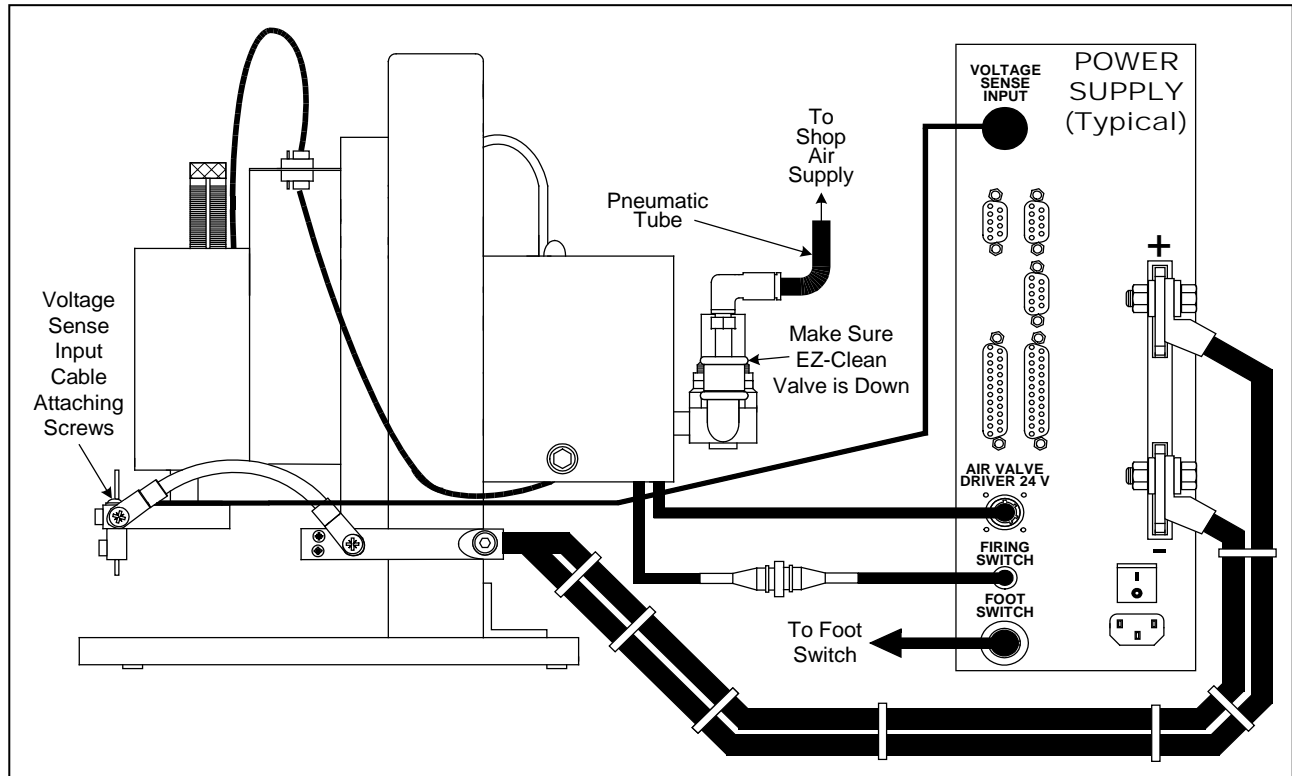 POWER
SUPPLY
(Typical)
VOLTAGE
SENSE
INPUT
To
Shop
Air
Supply
Pneumatic
Tube
+
Voltage
Sense
Input
Cable
Attaching
Screws
Make Sure
EZ-Clean
Valve is Down
AIR VALVE
DRIVER 24 V
-
FIRING
SWITCH
I
O
FOOT
SWITCH
To Foot
Switch